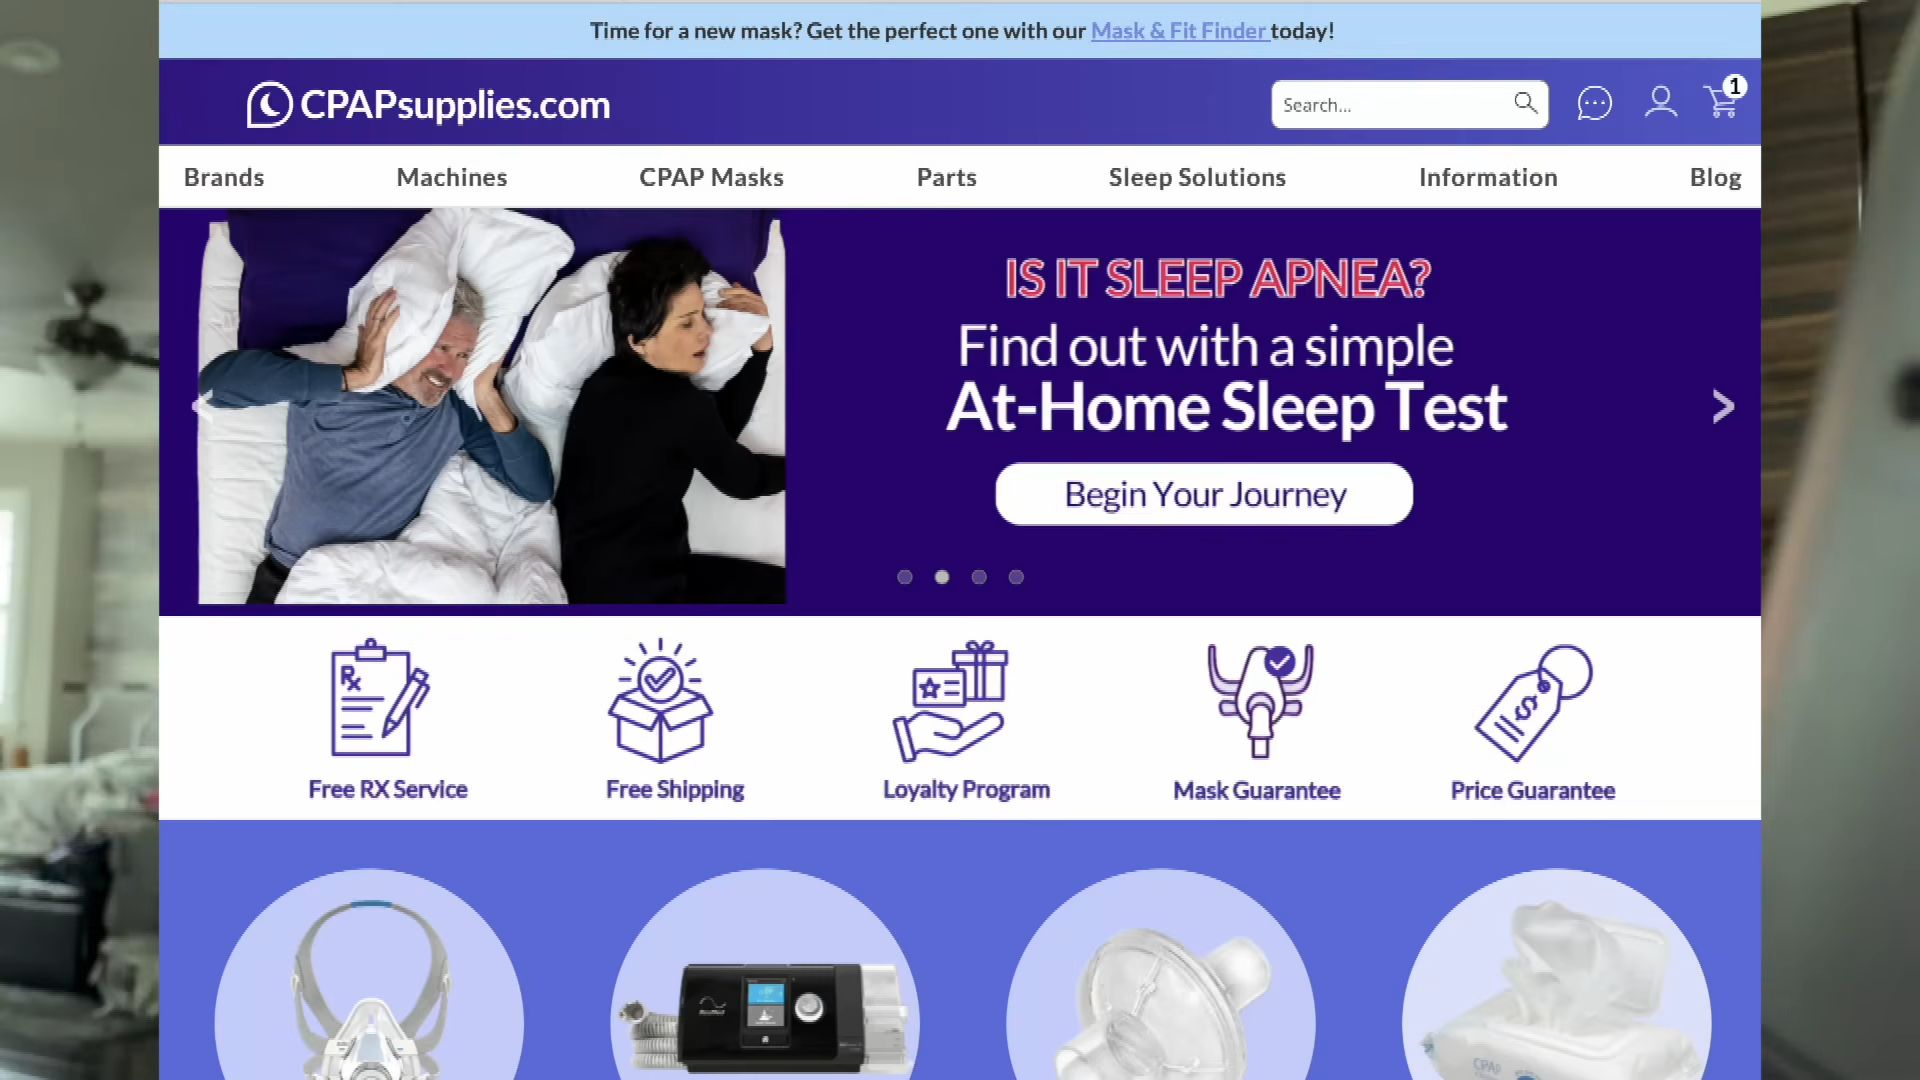 Time for a new mask? Get the perfect one with our Mask & Fit Finder today!
CPAPsupplies.com
Search...
1
Brands
Machines
CPAP Masks
Parts
Sleep Solutions
Information
Blog
IS IT SLEEP APNEA?
Find out with a simple
At-Home Sleep Test
Begin Your Journey
Rx
$
Free RX Service
Free Shipping
Loyalty Program
Mask Guarantee
Price Guarantee
CPAP